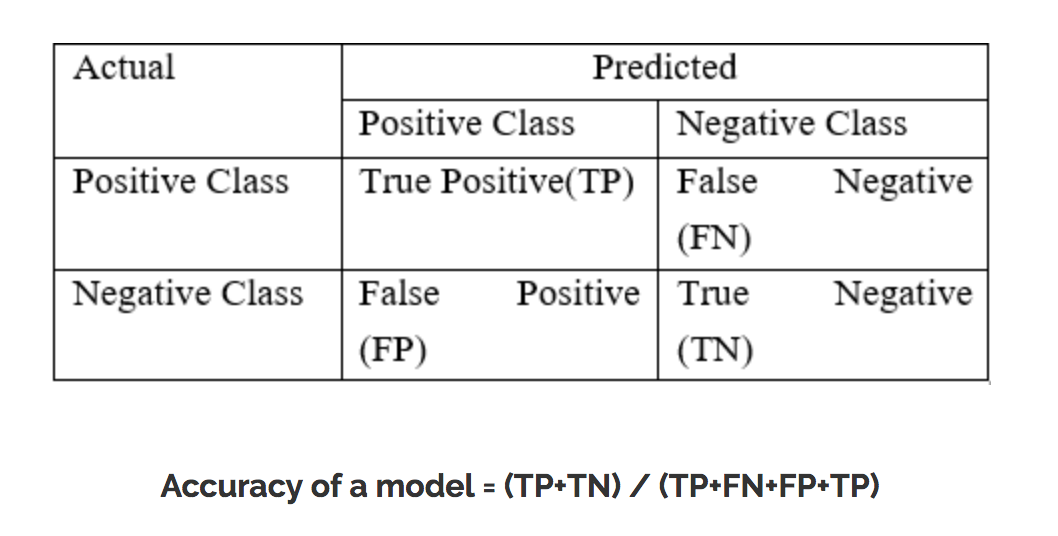 Actual Predicted
Positive Class Negative Class
Positive Class True Positive(TP) False Negative
(FN)
Negative Class False Positive True Negative
(FP) (TN)
Accuracy of a model = (TP+TN) / (TP+FN+FP+TP)